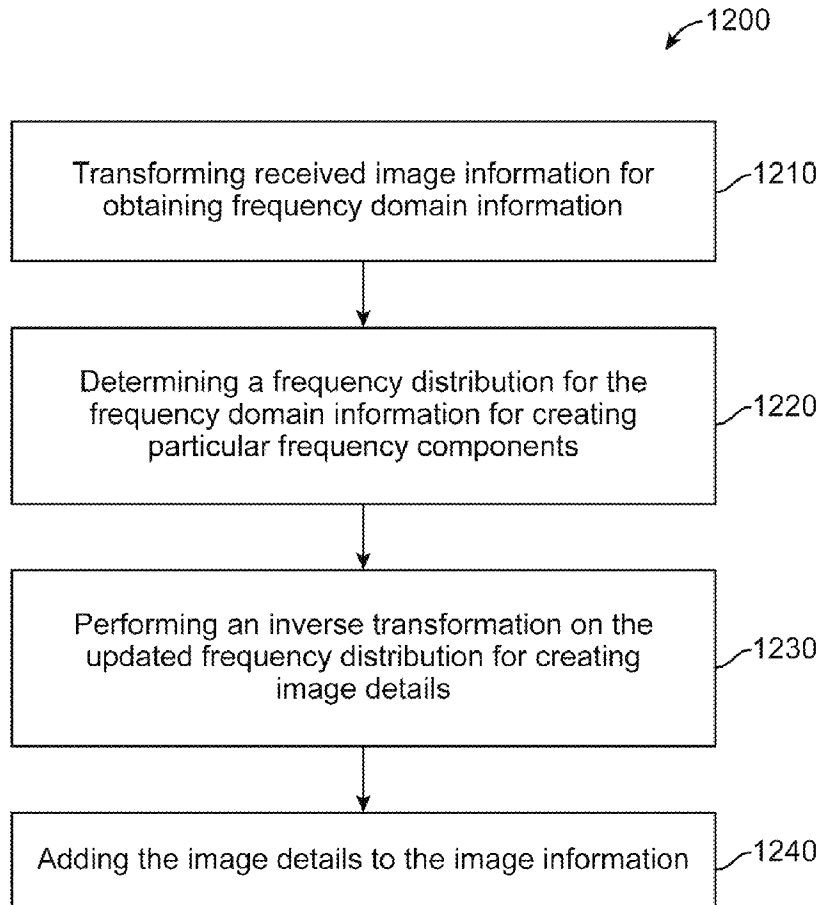 1200
Transforming received image information for
obtaining frequency domain information
1210
Determining a frequency distribution for the
frequency domain information for creating
particular frequency components
1220
Performing an inverse transformation on the
updated frequency distribution for creating
image details
1230
Adding the image details to the image information
1240